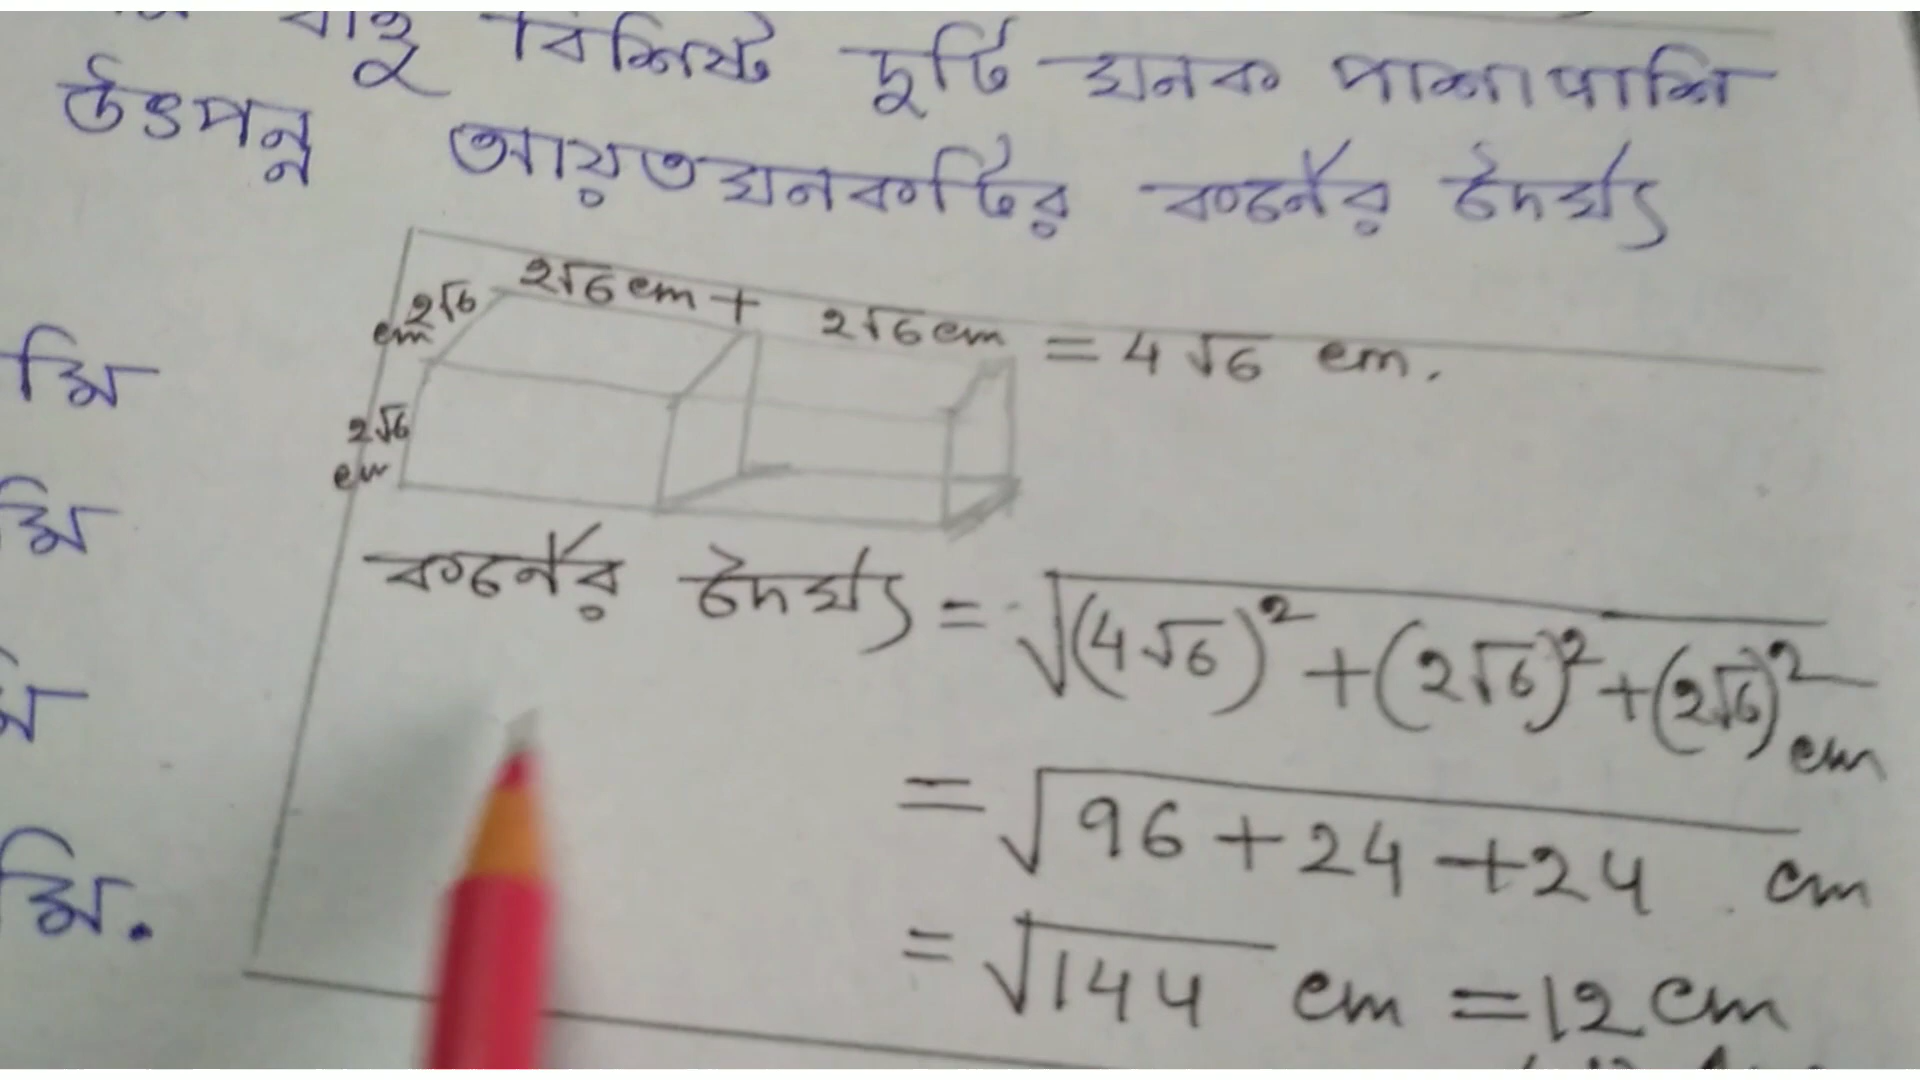 বাহু বিশিষ্ট দুটি ঘনক পাশাপাশি
উৎপন্ন আয়তঘনকটির কর্নের দৈর্ঘ্য
2√6 cm + 2√6 cm = 4√6 cm.
2√6 cm
2√6 cm
মি
মি
মি.
কর্নের দৈর্ঘ্য = √(4√6)² + (2√6)² + (2√6)² cm
= √96 + 24 + 24 cm
= √144 cm = 12 cm